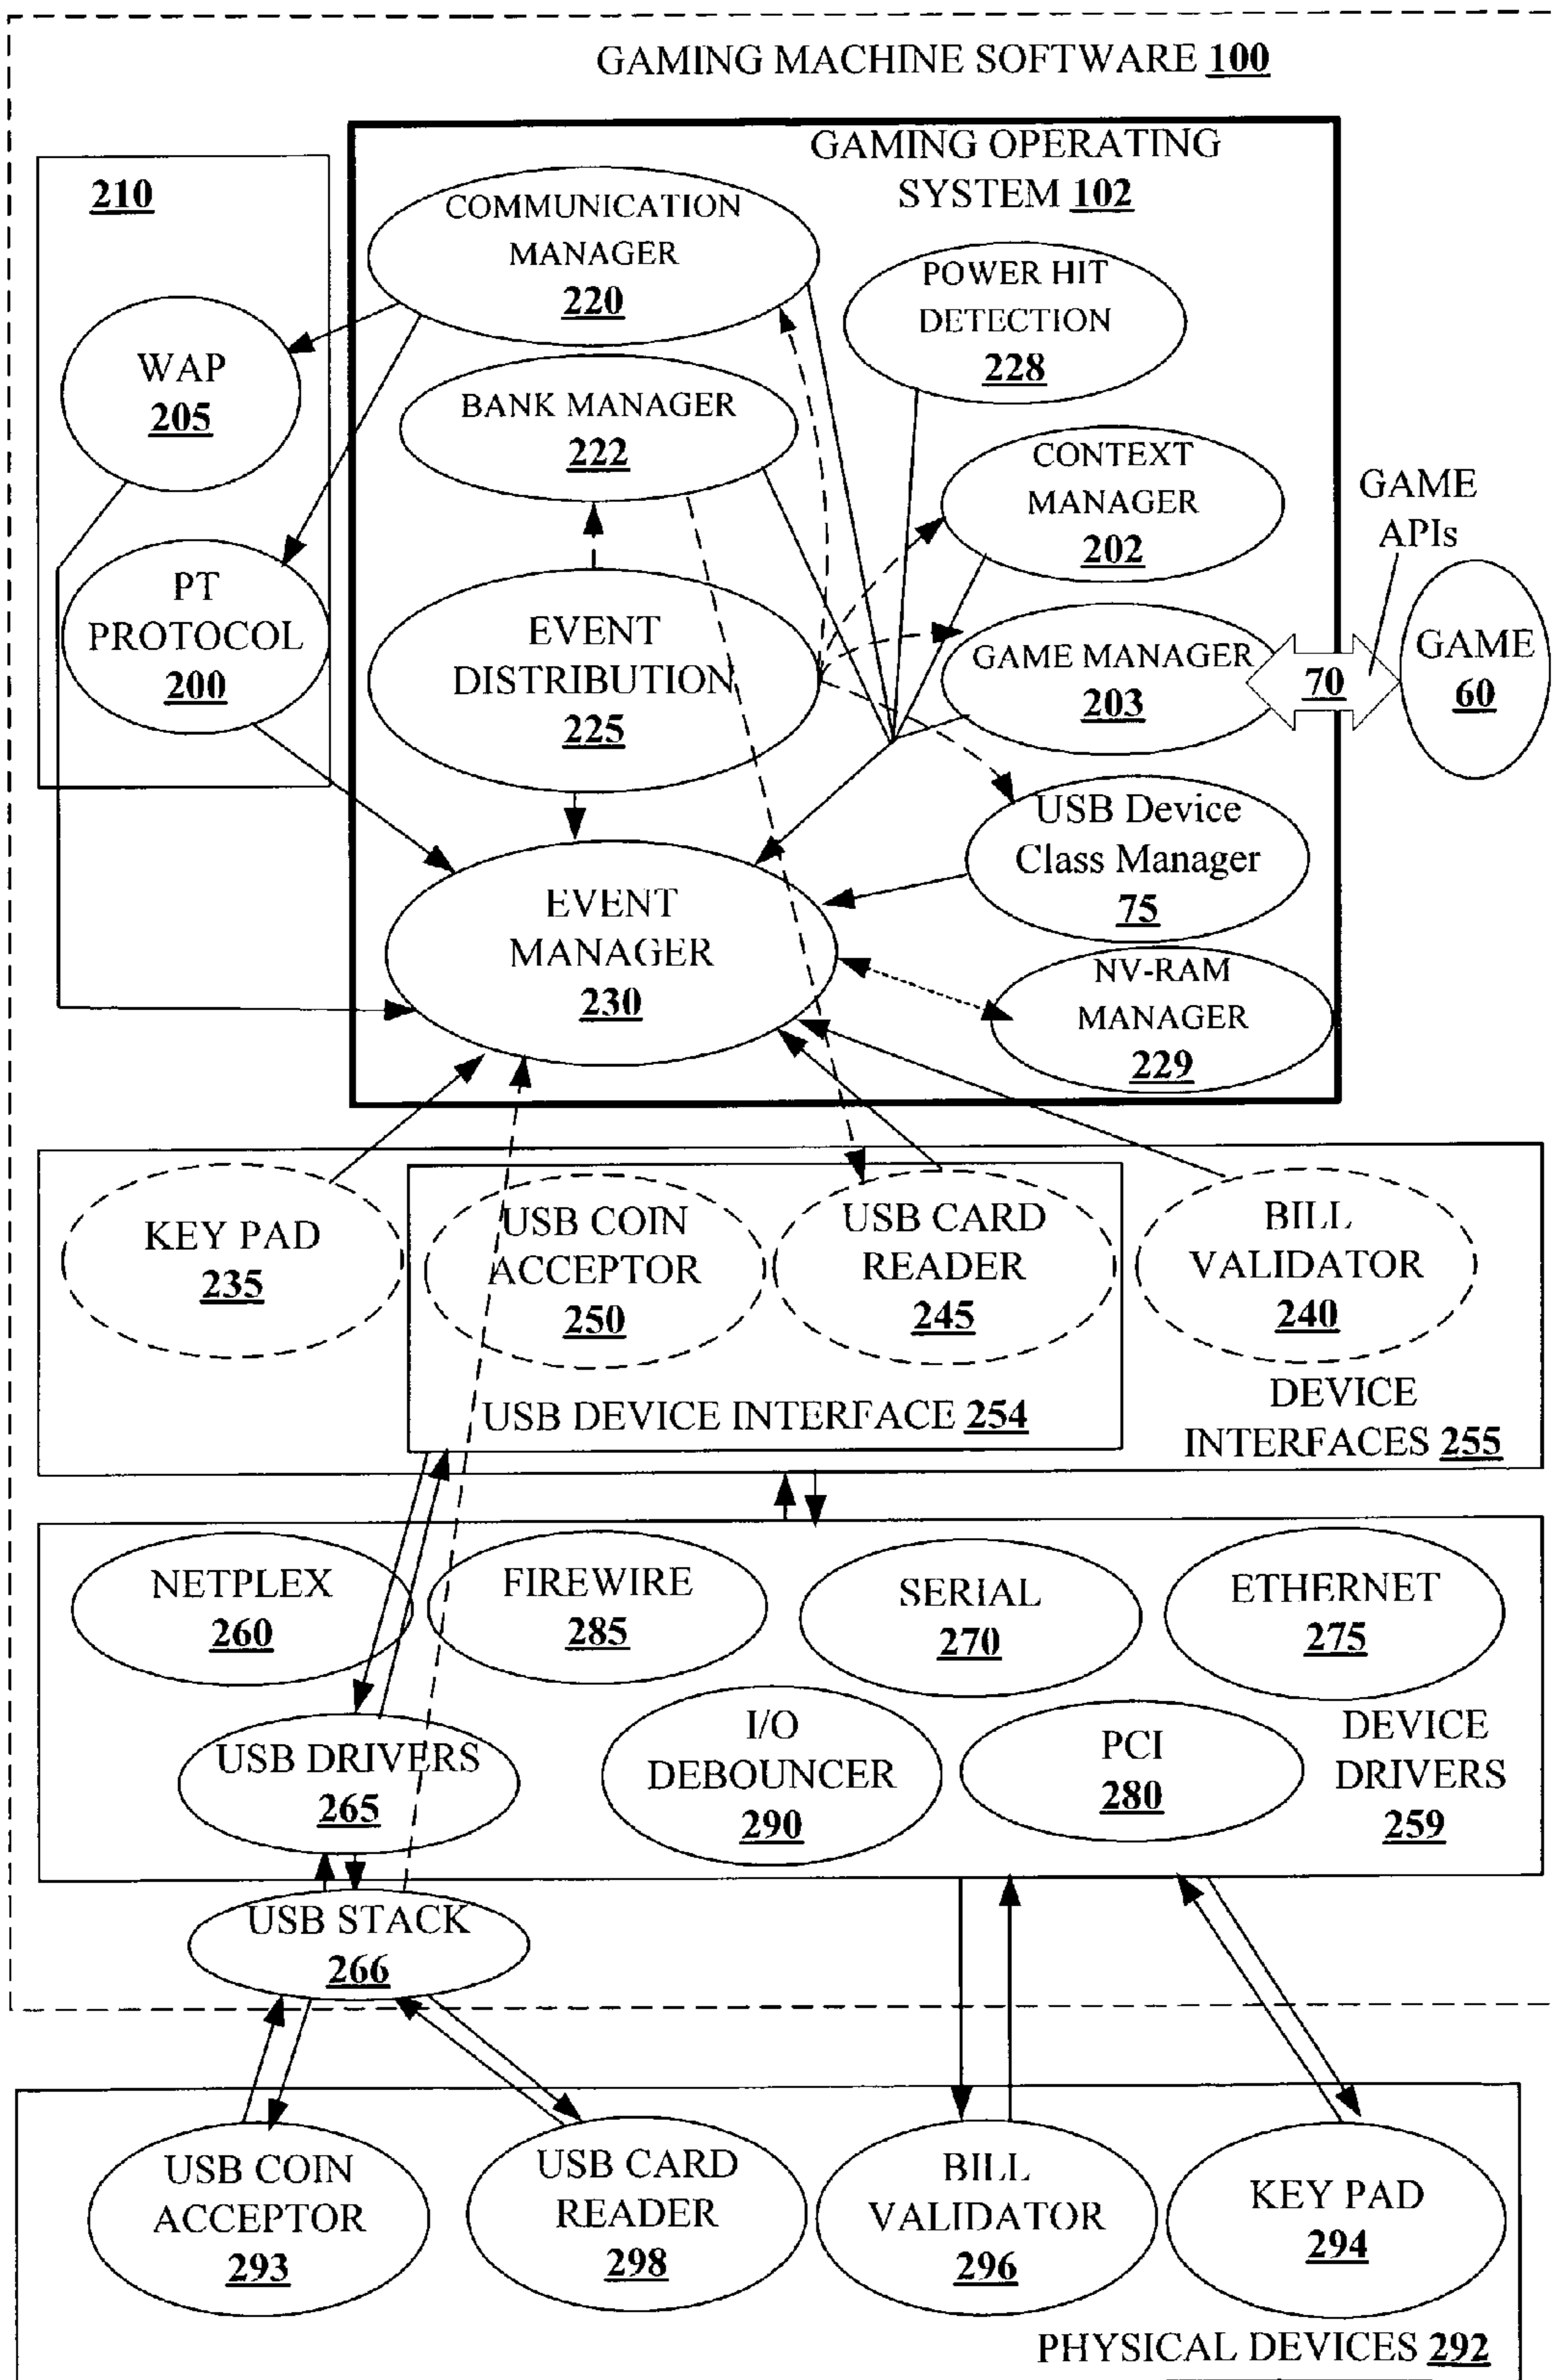 GAMING MACHINE SOFTWARE 100
GAMING OPERATING
SYSTEM 102
210
COMMUNICATION
MANAGER
220
POWER HIT
DETECTION
228
WAP
205
BANK MANAGER
222
CONTEXT
MANAGER
202
GAME
APIs
PT
PROTOCOL
200
EVENT
DISTRIBUTION
225
GAME MANAGER
203
70
GAME
60
USB Device
Class Manager
75
EVENT
MANAGER
230
NV-RAM
MANAGER
229
KEY PAD
235
USB COIN
ACCEPTOR
250
USB CARD
READER
245
BILL
VALIDATOR
240
USB DEVICE INTERFACE 254
DEVICE
INTERFACES 255
NETPLEX
260
FIREWIRE
285
SERIAL
270
ETHERNET
275
USB DRIVERS
265
I/O
DEBOUNCER
290
PCI
280
DEVICE
DRIVERS
259
USB STACK
266
USB COIN
ACCEPTOR
293
USB CARD
READER
298
BILL
VALIDATOR
296
KEY PAD
294
PHYSICAL DEVICES 292